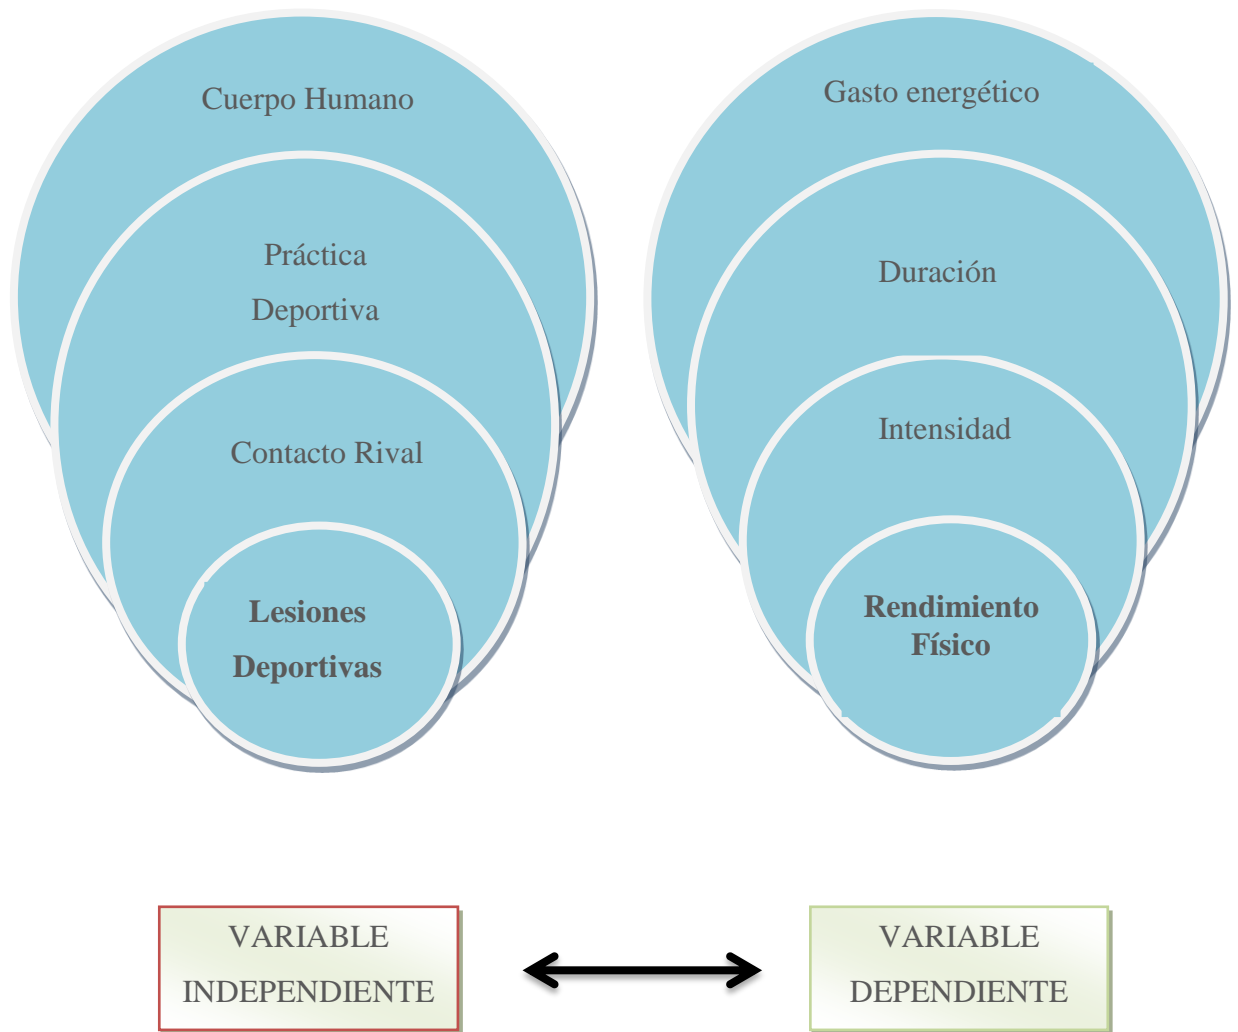 Cuerpo Humano
Práctica
Deportiva
Contacto Rival
Lesiones
Deportivas
Gasto energético
Duración
Intensidad
Rendimiento
Físico
VARIABLE
INDEPENDIENTE
VARIABLE
DEPENDIENTE